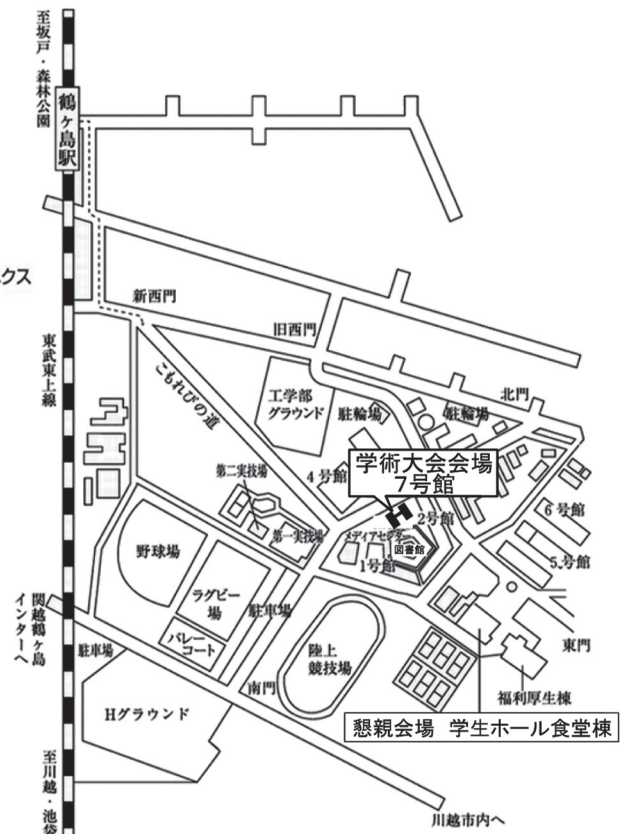 至坂戸・森林公園
鶴ヶ島駅
クス
新西門
旧西門
東武東上線
こもれびの道
工学部
グラウンド
駐輪場
駐輪場
北門
学術大会会場
7号館
4号館
第二実技場
第一実技場
2号館
メディアセンター
図書館
1号館
6号館
5号館
野球場
ラグビー
場
バレー
コート
駐車場
陸上
競技場
関越鶴ヶ島
インターへ
駐車場
南門
東門
福利厚生棟
Hグラウンド
懇親会場 学生ホール食堂棟
至川越・池袋
川越市内へ